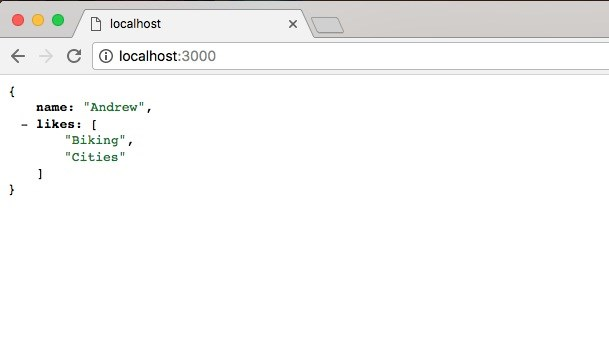 localhost
localhost:3000
{
name: "Andrew",
- likes: [
"Biking",
"Cities"
]
}